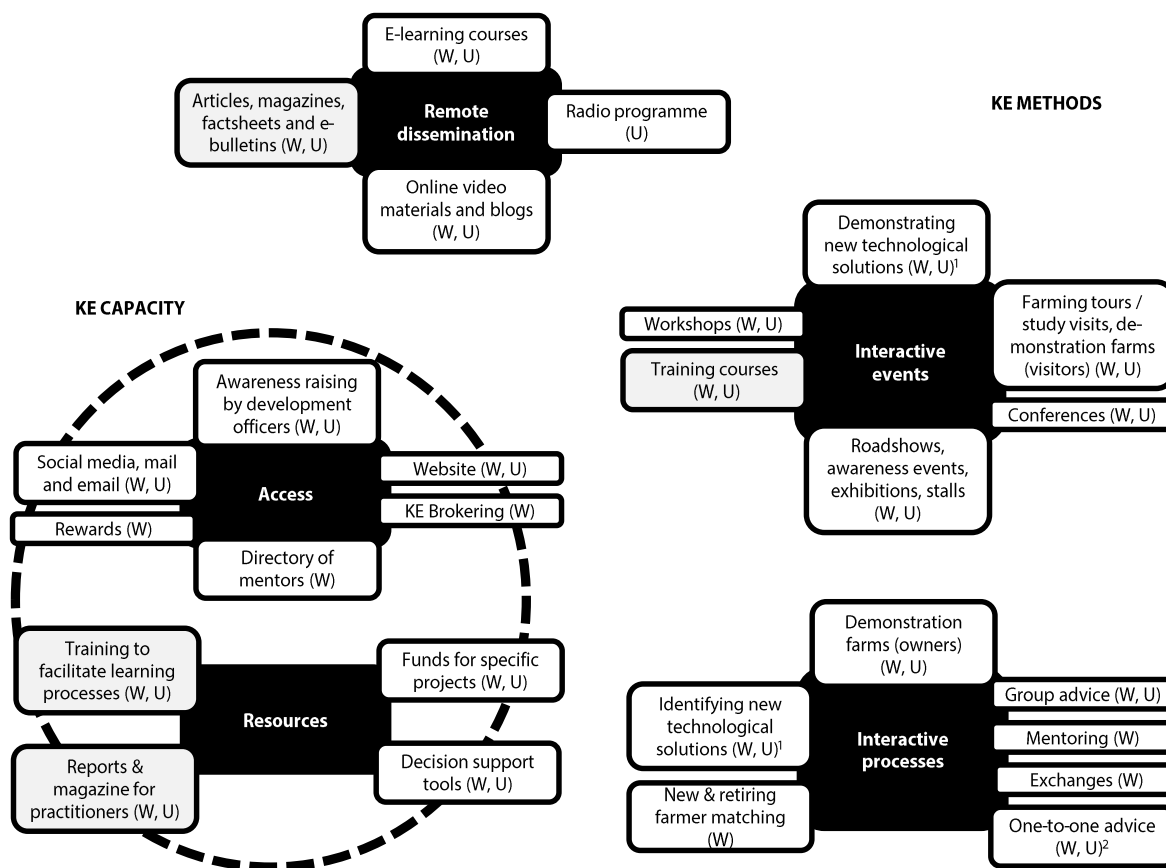 E-learning courses
(W, U)
Articles, magazines,
factsheets and e-
bulletins (W, U)
Remote
dissemination
Radio programme
(U)
Online video
materials and blogs
(W, U)
KE METHODS
Demonstrating
new technological
solutions (W, U)¹
Workshops (W, U)
Training courses
(W, U)
Interactive
events
Farming tours /
study visits, de-
monstration farms
(visitors) (W, U)
Conferences (W, U)
Roadshows,
awareness events,
exhibitions, stalls
(W, U)
KE CAPACITY
Awareness raising
by development
officers (W, U)
Social media, mail
and email (W, U)
Rewards (W)
Access
Website (W, U)
KE Brokering (W)
Directory of
mentors (W)
Training to
facilitate learning
processes (W, U)
Reports &
magazine for
practitioners (W, U)
Resources
Funds for specific
projects (W, U)
Decision support
tools (W, U)
Demonstration
farms (owners)
(W, U)
Identifying new
technological
solutions (W, U)¹
New & retiring
farmer matching
(W)
Interactive
processes
Group advice (W, U)
Mentoring (W)
Exchanges (W)
One-to-one advice
(W, U)²